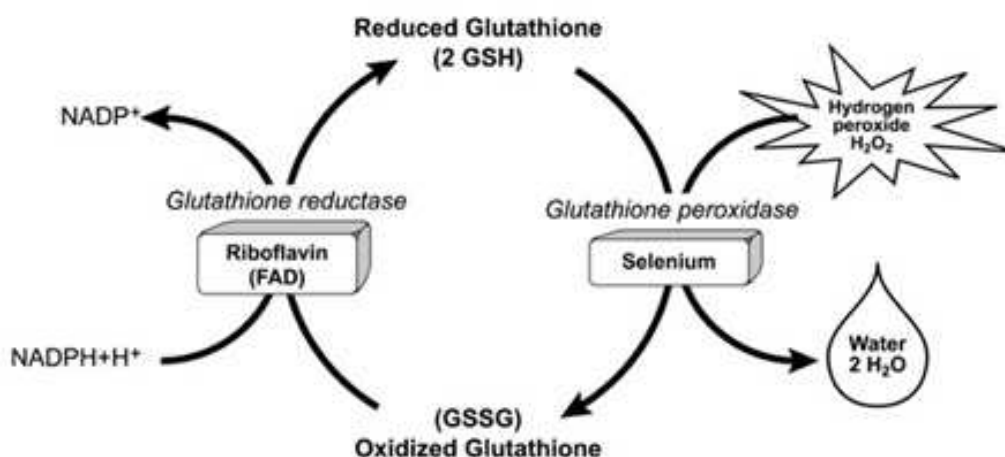 Reduced Glutathione
(2 GSH)
NADP⁺
Hydrogen
peroxide
H₂O₂
Glutathione reductase
Glutathione peroxidase
Riboflavin
(FAD)
Selenium
NADPH+H⁺
Water
2 H₂O
(GSSG)
Oxidized Glutathione